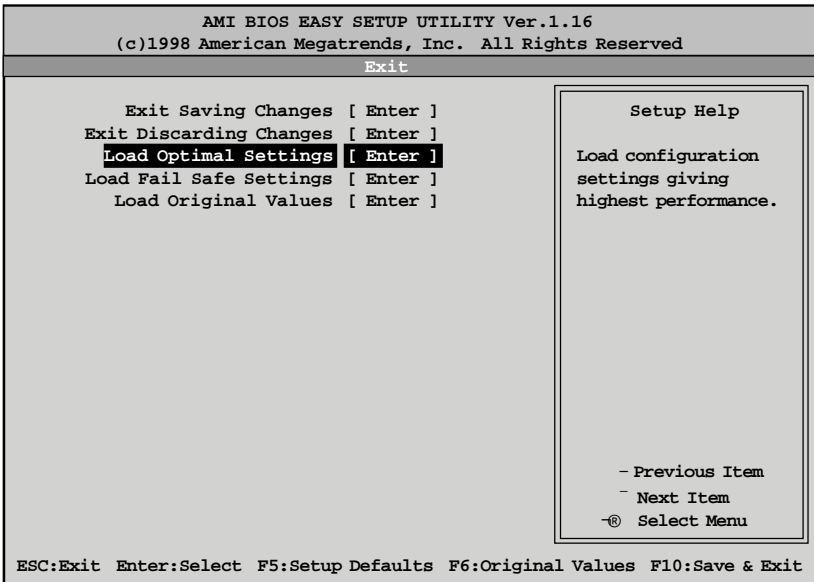 AMI BIOS EASY SETUP UTILITY Ver.1.16
(c)1998 American Megatrends, Inc. All Rights Reserved
Exit
Exit Saving Changes [ Enter ]
Exit Discarding Changes [ Enter ]
Load Optimal Settings [ Enter ]
Load Fail Safe Settings [ Enter ]
Load Original Values [ Enter ]
Setup Help
Load configuration
settings giving
highest performance.
– Previous Item
¯ Next Item
¬® Select Menu
ESC:Exit Enter:Select F5:Setup Defaults F6:Original Values F10:Save & Exit